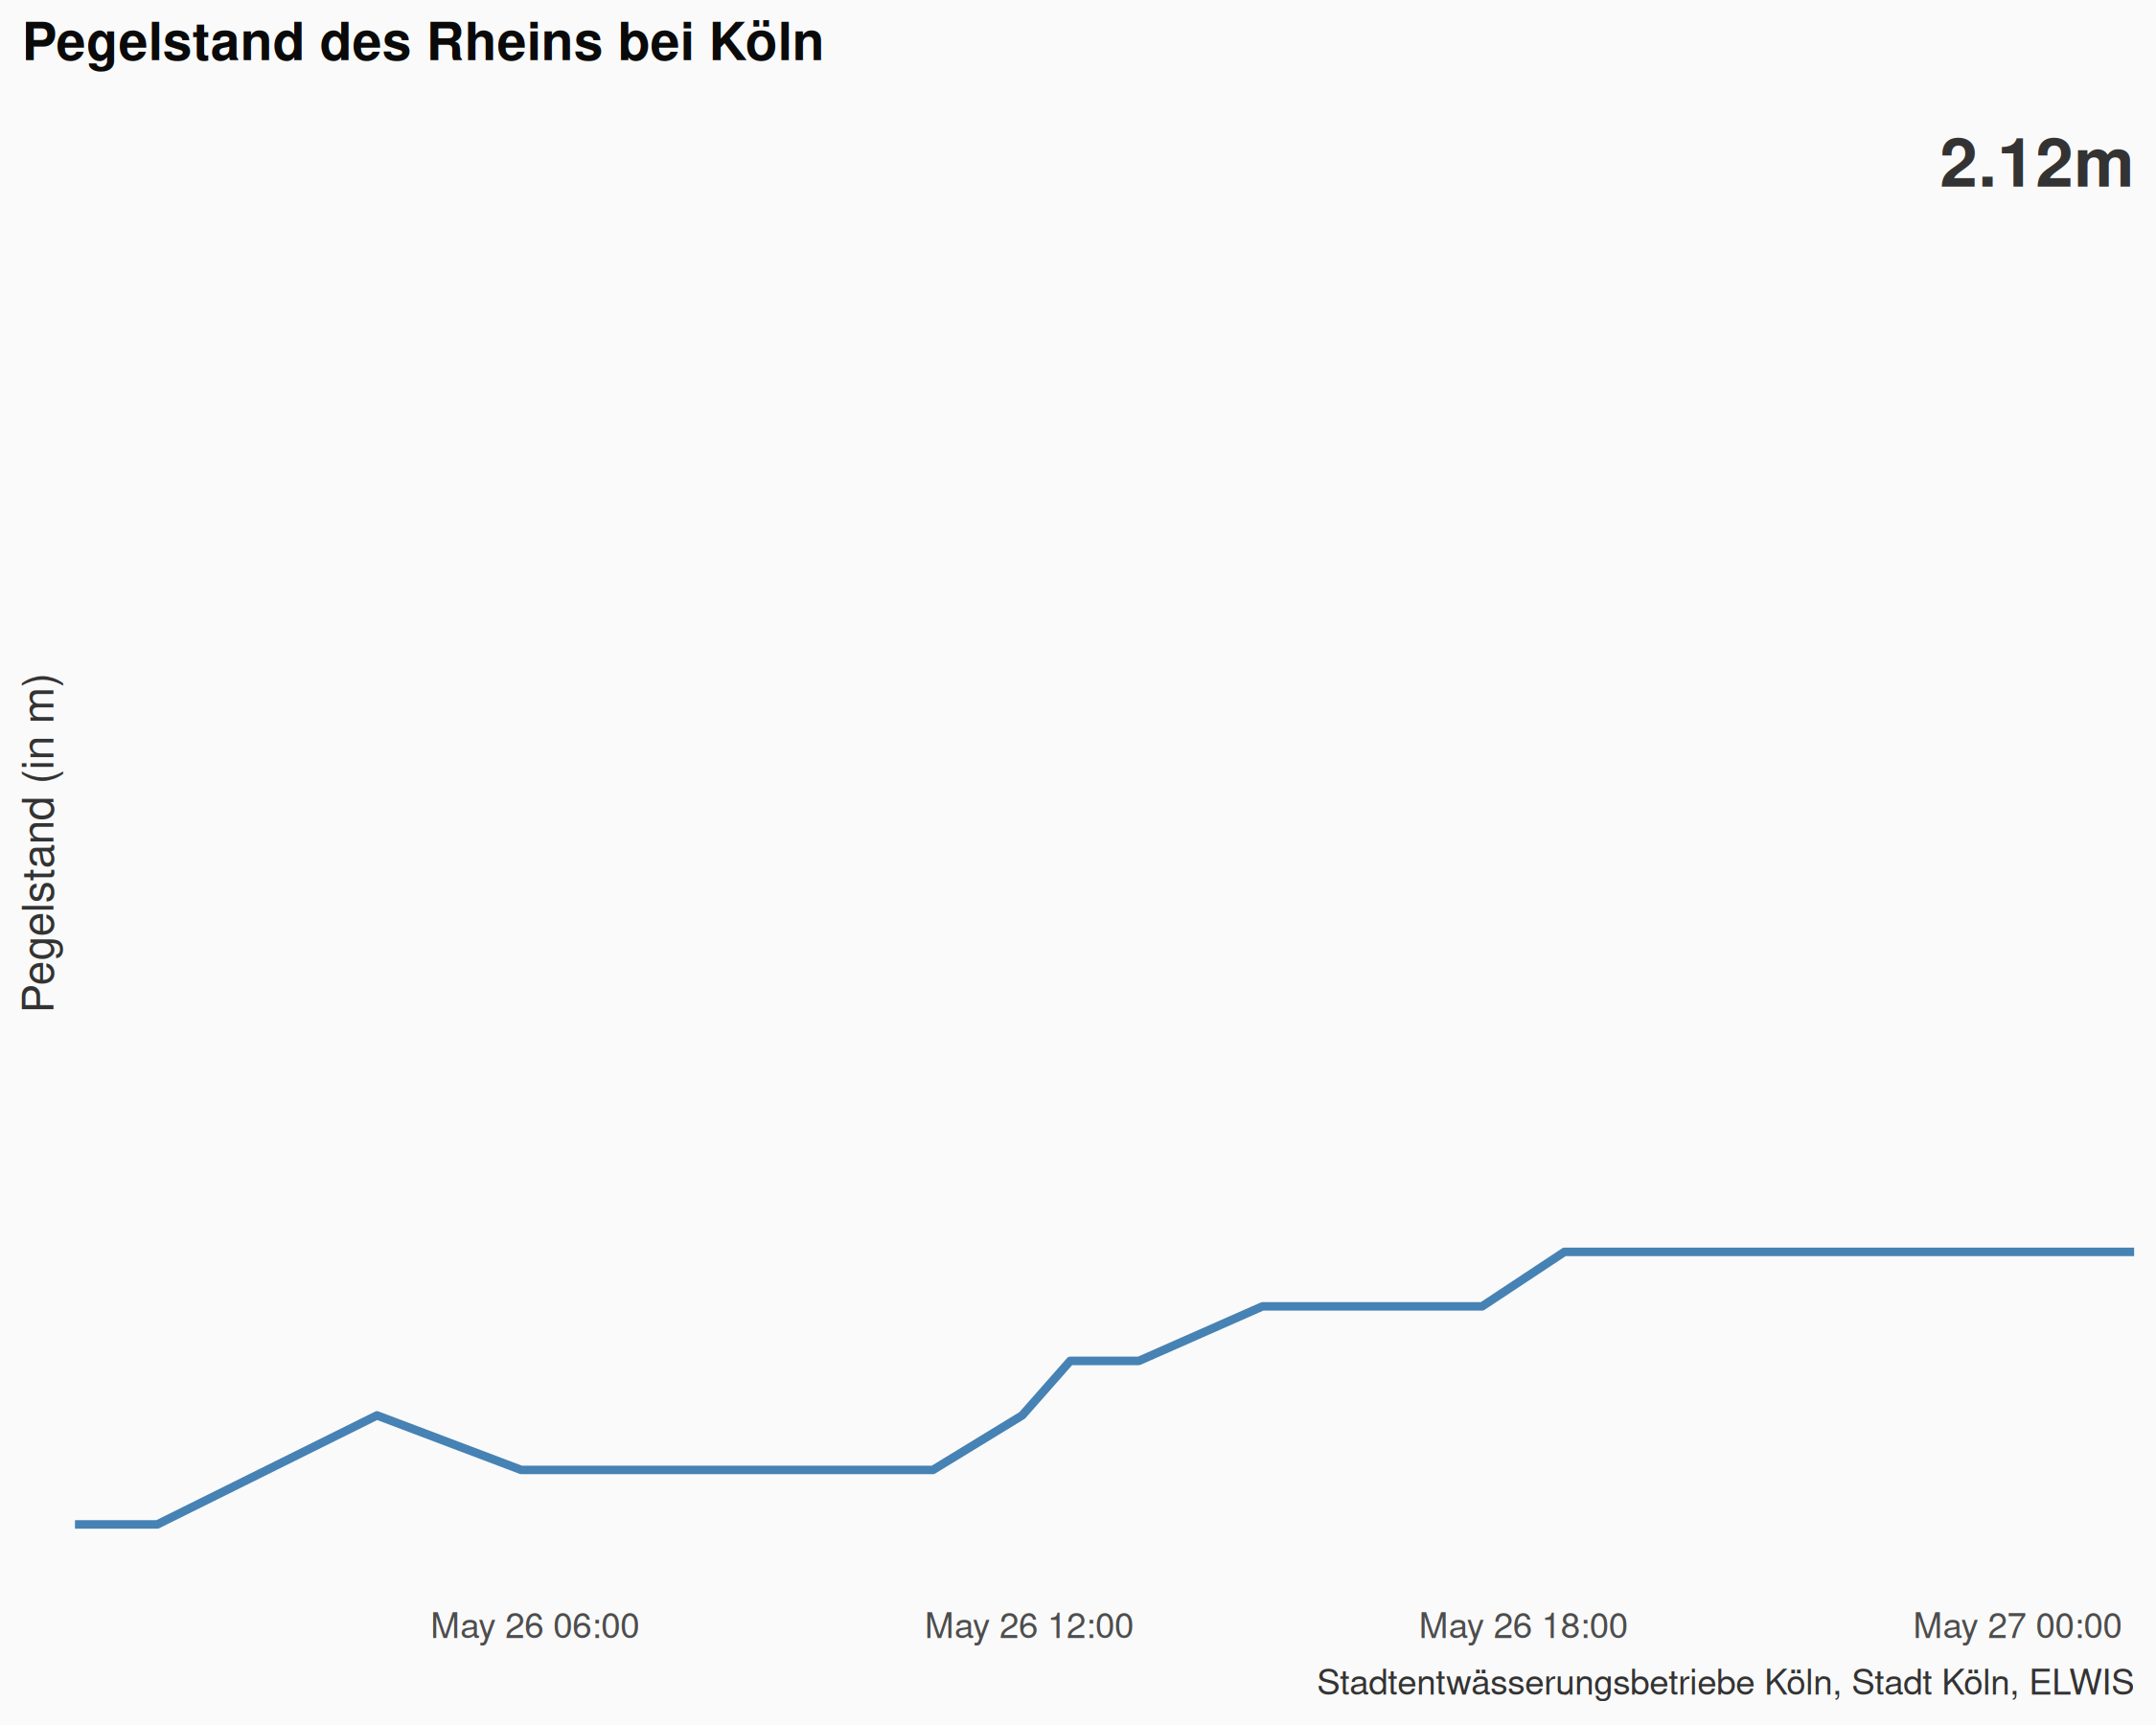 Pegelstand des Rheins bei Köln
2.12m
Pegelstand (in m)
May 26 06:00
May 26 12:00
May 26 18:00
May 27 00:00
Stadtentwässerungsbetriebe Köln, Stadt Köln, ELWIS